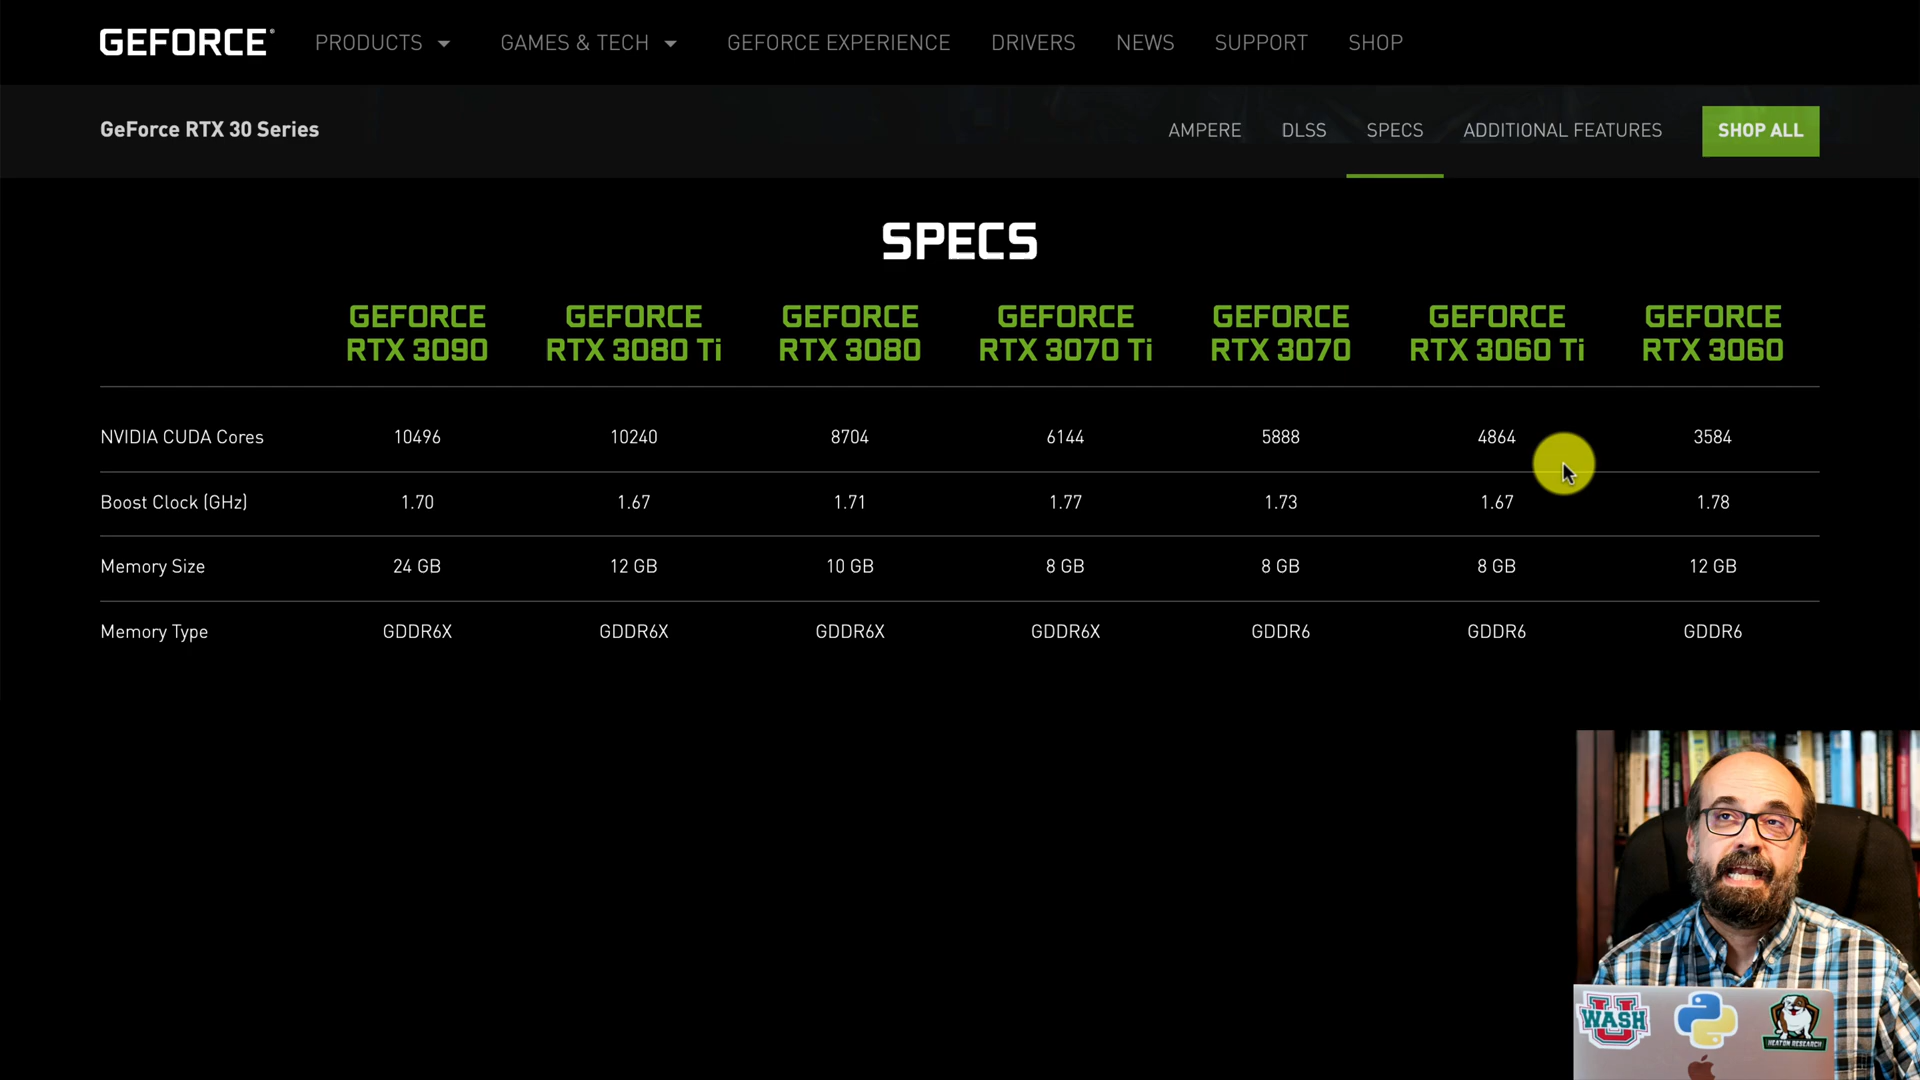 GEFORCE PRODUCTS GAMES & TECH GEFORCE EXPERIENCE DRIVERS NEWS SUPPORT SHOP
GeForce RTX 30 Series AMPERE DLSS SPECS ADDITIONAL FEATURES SHOP ALL
SPECS
GEFORCE GEFORCE GEFORCE GEFORCE GEFORCE GEFORCE GEFORCE
RTX 3090 RTX 3080 Ti RTX 3080 RTX 3070 Ti RTX 3070 RTX 3060 Ti RTX 3060
NVIDIA CUDA Cores 10496 10240 8704 6144 5888 4864 3584
Boost Clock (GHz) 1.70 1.67 1.71 1.77 1.73 1.67 1.78
Memory Size 24 GB 12 GB 10 GB 8 GB 8 GB 8 GB 12 GB
Memory Type GDDR6X GDDR6X GDDR6X GDDR6X GDDR6 GDDR6 GDDR6
U
WASH
HEATON RESEARCH